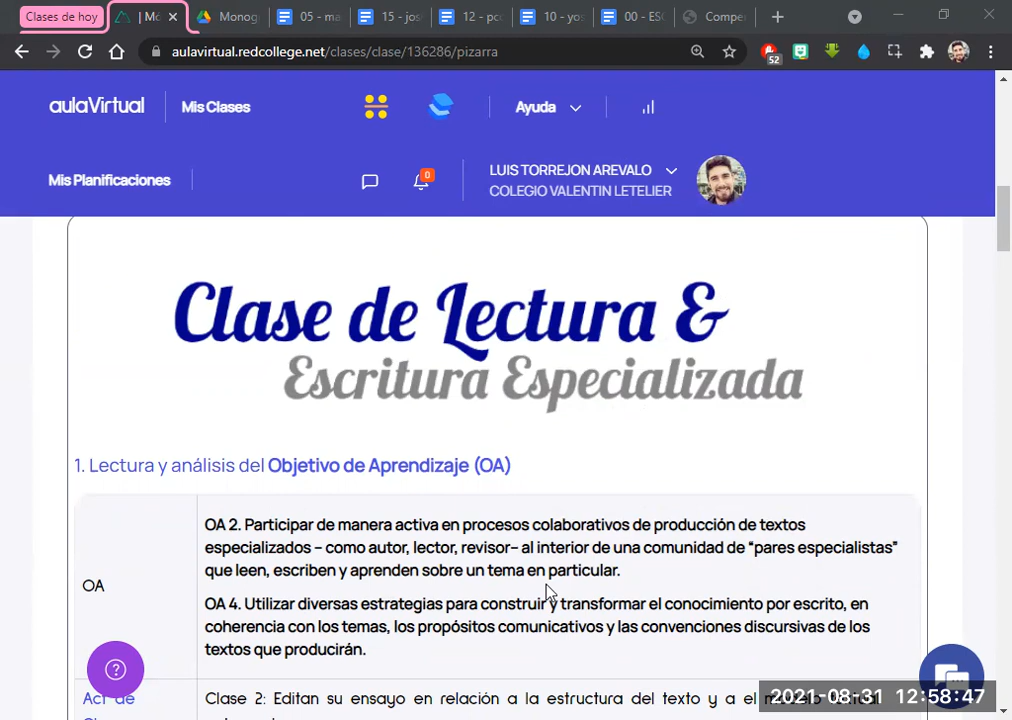 Clases de hoy
| Mó
Monog
05 - ma
15 - jos
12 - pc
10 - yos
00 - ESC
Compe
aulavirtual.redcollege.net/clases/clase/136286/pizarra
52
aulaVirtual
Mis Clases
Ayuda
Mis Planificaciones
0
LUIS TORREJON AREVALO
COLEGIO VALENTIN LETELIER
Clase de Lectura &
Escritura Especializada
1. Lectura y análisis del Objetivo de Aprendizaje (OA)
OA
OA 2. Participar de manera activa en procesos colaborativos de producción de textos
especializados – como autor, lector, revisor– al interior de una comunidad de “pares especialistas”
que leen, escriben y aprenden sobre un tema en particular.
OA 4. Utilizar diversas estrategias para construir y transformar el conocimiento por escrito, en
coherencia con los temas, los propósitos comunicativos y las convenciones discursivas de los
textos que producirán.
Act de
Clase 2: Editan su ensayo en relación a la estructura del texto y a el
2021-08-31 12:58:47